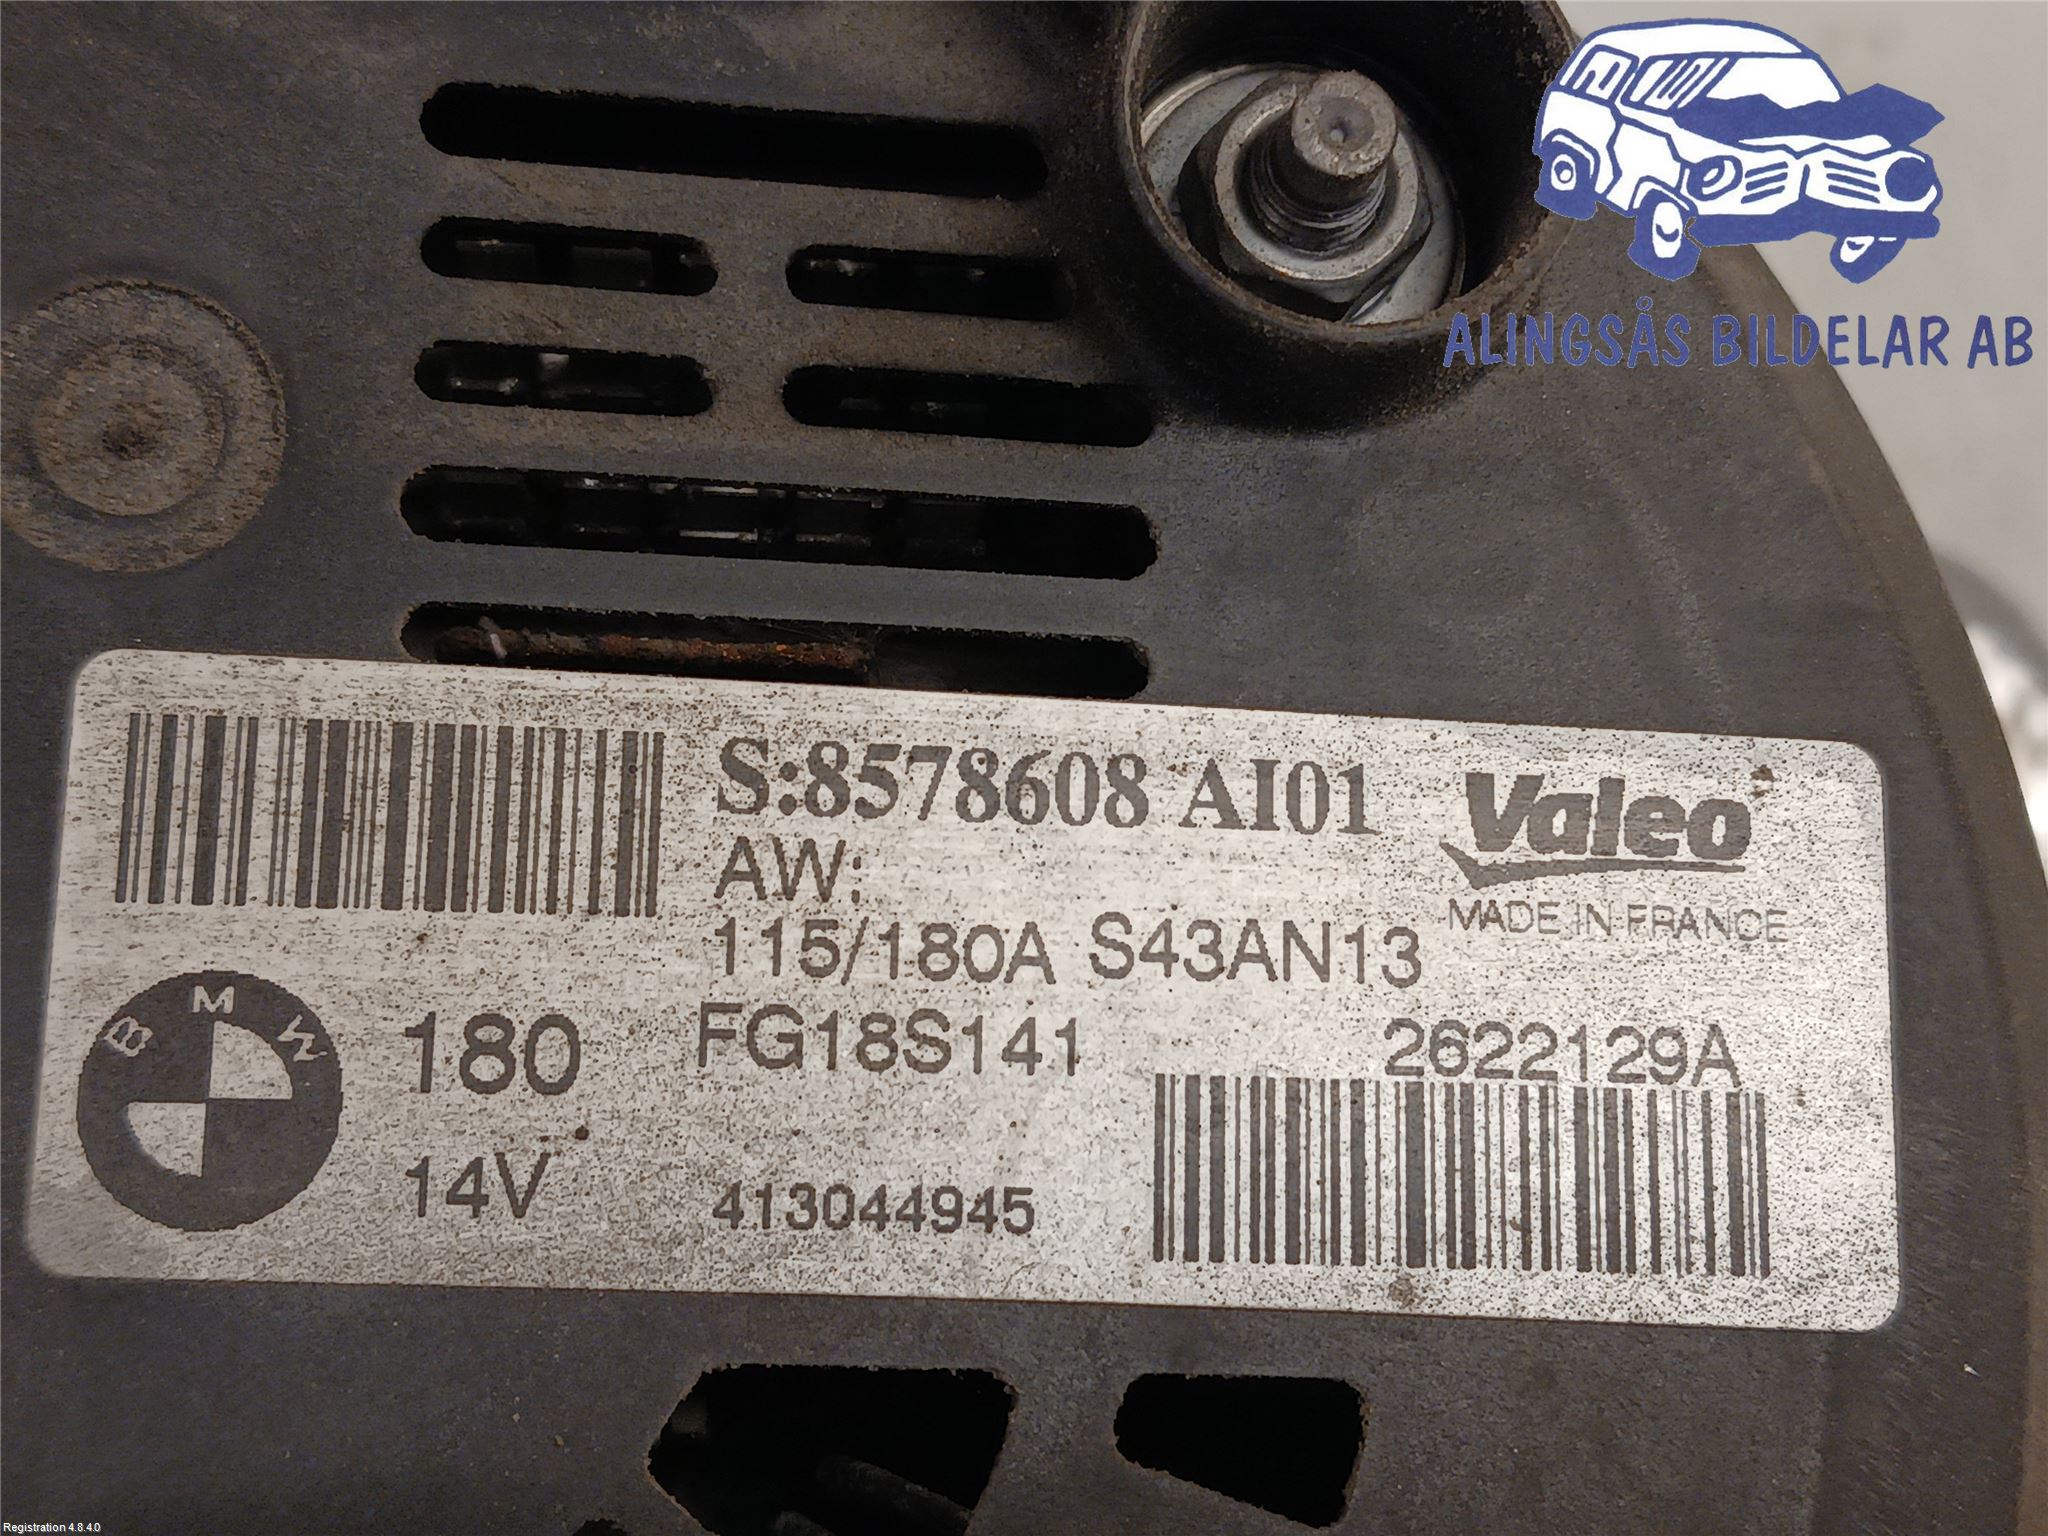 ALINGSÅS BILDELAR AB
S:8578608 AI01
AW:
115/180A S43AN13
Valeo
MADE IN FRANCE
BMW
180
14V
FG18S141
2622129A
413044945
Registration 4.8.4.0